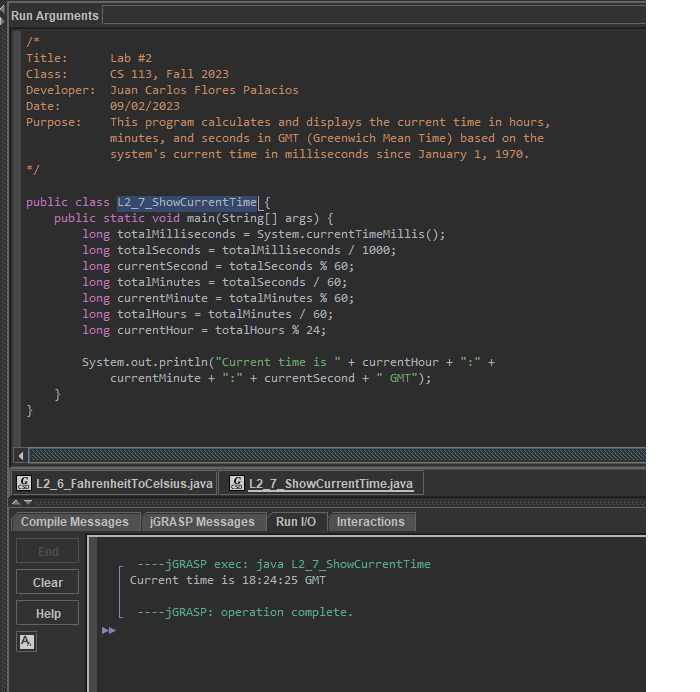 Run Arguments
/*
Title:      Lab #2
Class:      CS 113, Fall 2023
Developer:  Juan Carlos Flores Palacios
Date:       09/02/2023
Purpose:    This program calculates and displays the current time in hours,
            minutes, and seconds in GMT (Greenwich Mean Time) based on the
            system's current time in milliseconds since January 1, 1970.
*/
public class L2_7_ShowCurrentTime {
    public static void main(String[] args) {
        long totalMilliseconds = System.currentTimeMillis();
        long totalSeconds = totalMilliseconds / 1000;
        long currentSecond = totalSeconds % 60;
        long totalMinutes = totalSeconds / 60;
        long currentMinute = totalMinutes % 60;
        long totalHours = totalMinutes / 60;
        long currentHour = totalHours % 24;
        System.out.println("Current time is " + currentHour + ":" +
            currentMinute + ":" + currentSecond + " GMT");
    }
}
L2_6_FahrenheitToCelsius.java L2_7_ShowCurrentTime.java
Compile Messages jGRASP Messages Run I/O Interactions
End
Clear
Help
----jGRASP exec: java L2_7_ShowCurrentTime
Current time is 18:24:25 GMT
----jGRASP: operation complete.